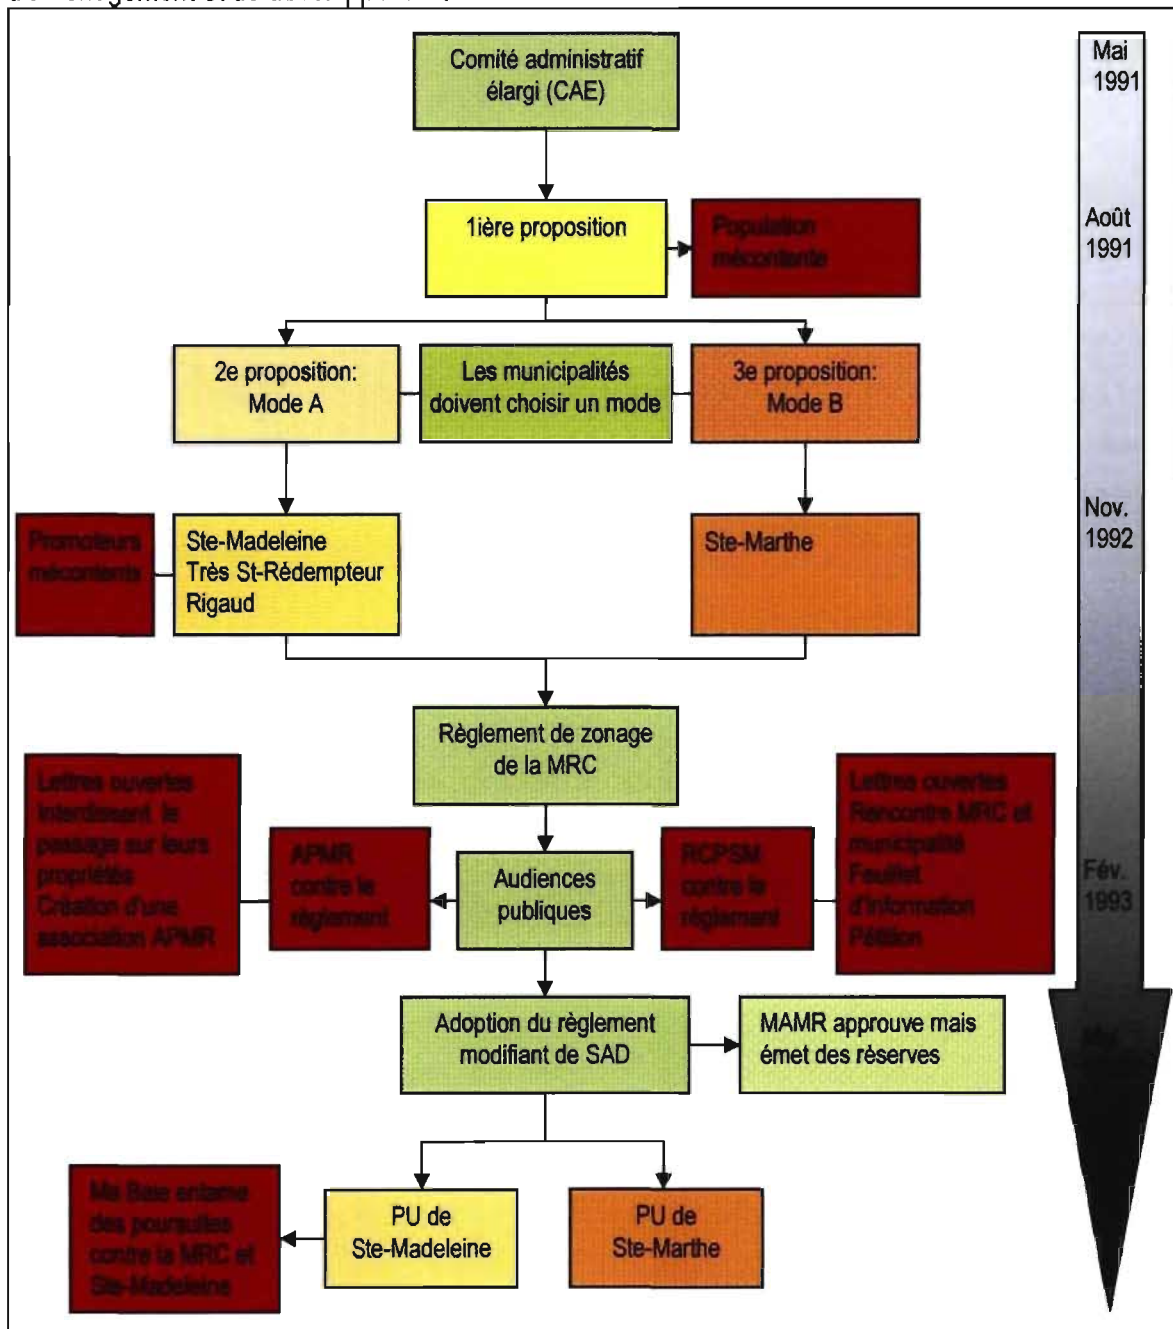 Comité administratif
élargi (CAE)
Mai
1991
1ière proposition
Population
mécontente
Août
1991
2e proposition:
Mode A
Les municipalités
doivent choisir un mode
3e proposition:
Mode B
Promoteurs
mécontents
Ste-Madeleine
Très St-Rédempteur
Rigaud
Ste-Marthe
Nov.
1992
Règlement de zonage
de la MRC
Lettres ouvertes
Interdissent le
passage sur leurs
propriétés
Création d'une
association APMR
APMR
contre le
règlement
Audiences
publiques
RCPSM
contre le
règlement
Lettres ouvertes
Rencontre MRC et
municipalité
Feuillet
d'information
Pétition
Fév.
1993
Adoption du règlement
modifiant de SAD
MAMR approuve mais
émet des réserves
Ma Baie entame
des poursuites
contre la MRC et
Ste-Madeleine
PU de
Ste-Madeleine
PU de
Ste-Marthe